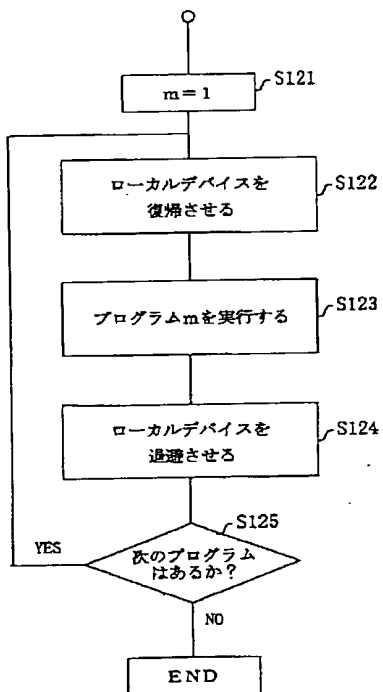 m=1
S121
ローカルデバイスを
復帰させる
S122
プログラムmを実行する
S123
ローカルデバイスを
退避させる
S124
S125
次のプログラム
はあるか?
YES
NO
END